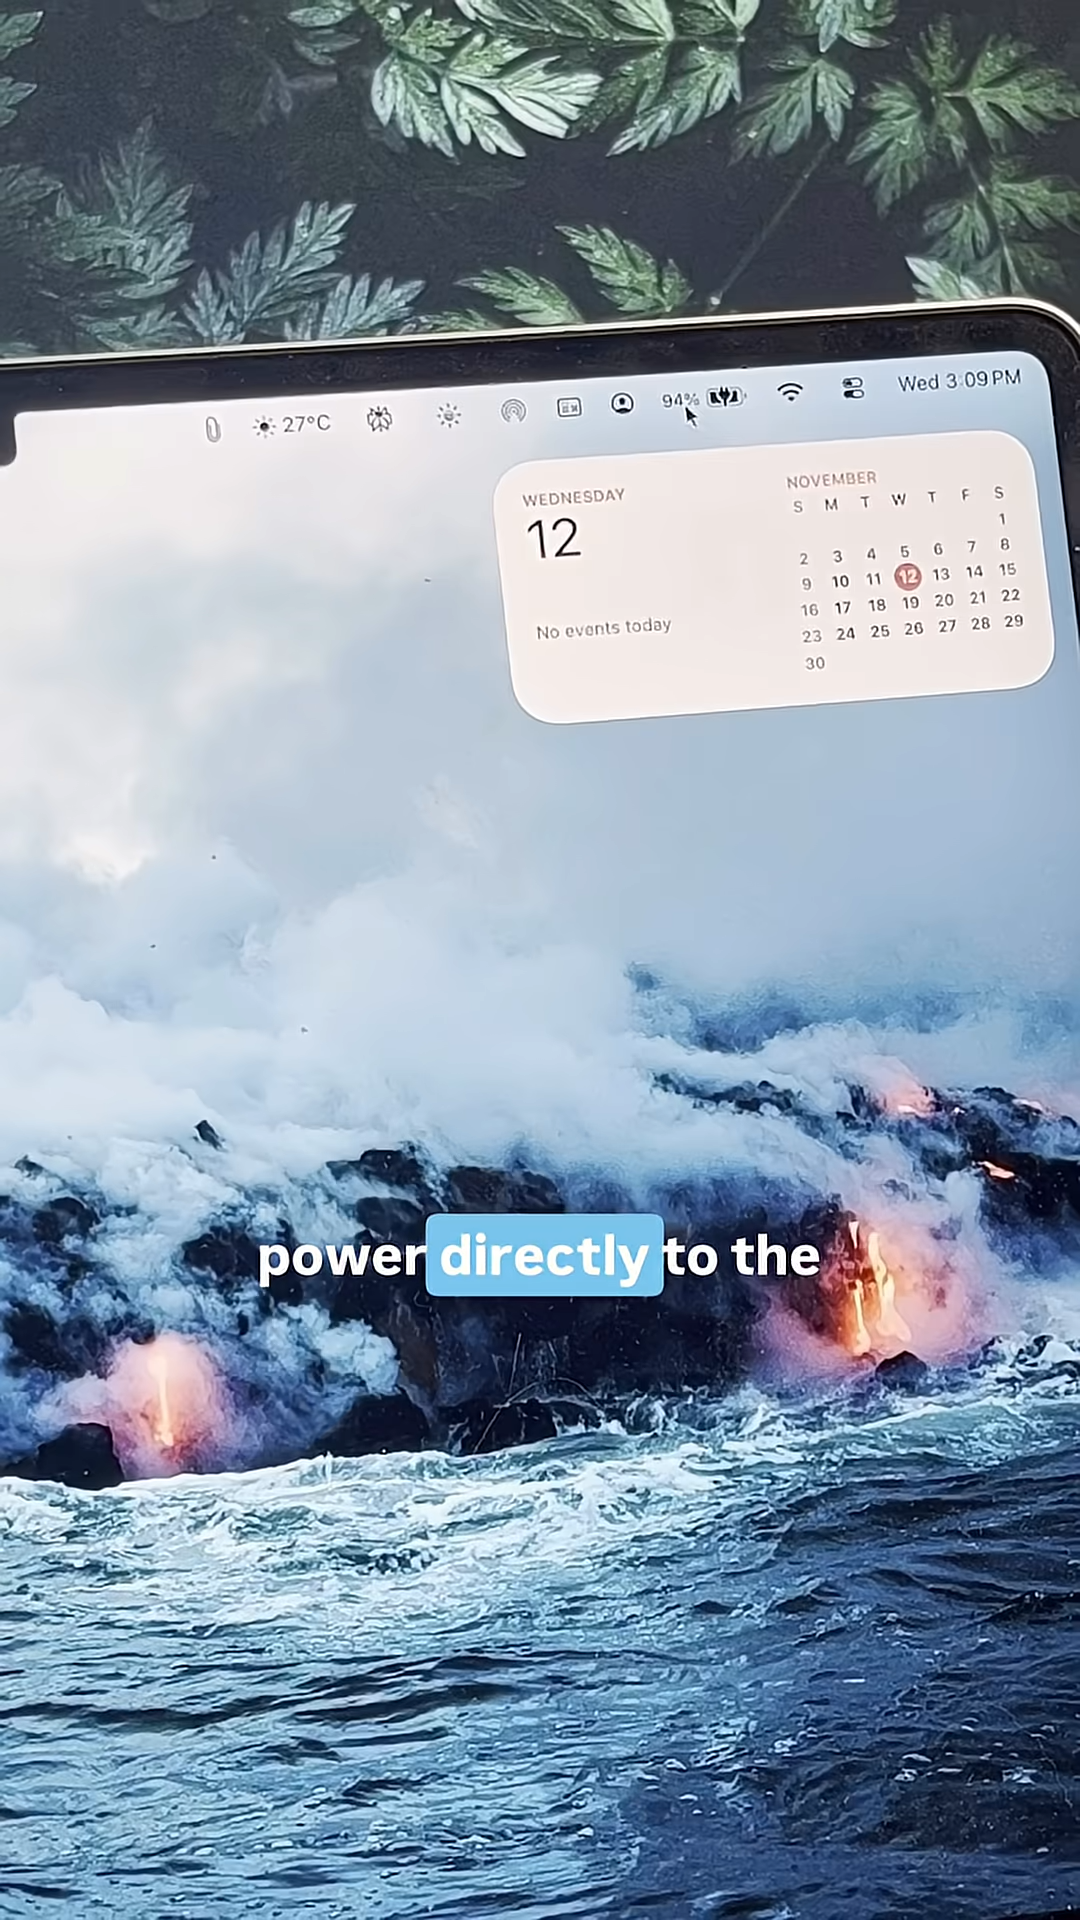 27°C 94% Wed 3:09 PM
WEDNESDAY
12
No events today
NOVEMBER
S M T W T F S
1
2 3 4 5 6 7 8
9 10 11 12 13 14 15
16 17 18 19 20 21 22
23 24 25 26 27 28 29
30
power directly to the